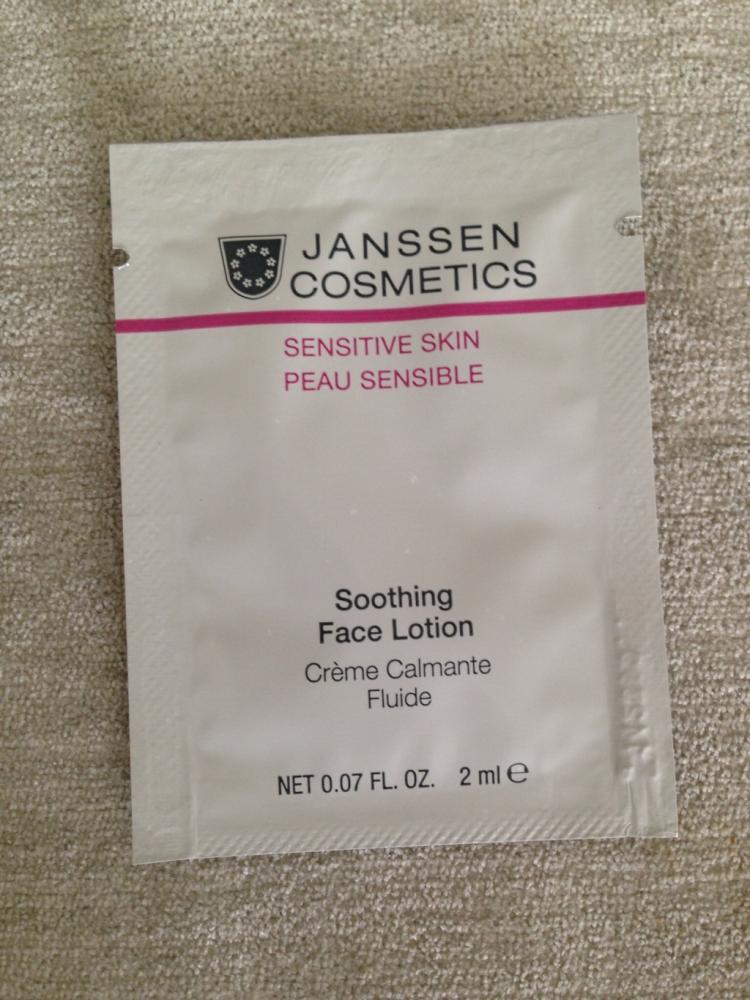 JANSSEN
COSMETICS
SENSITIVE SKIN
PEAU SENSIBLE
Soothing
Face Lotion
Crème Calmante
Fluide
NET 0.07 FL. OZ. 2 ml ℮